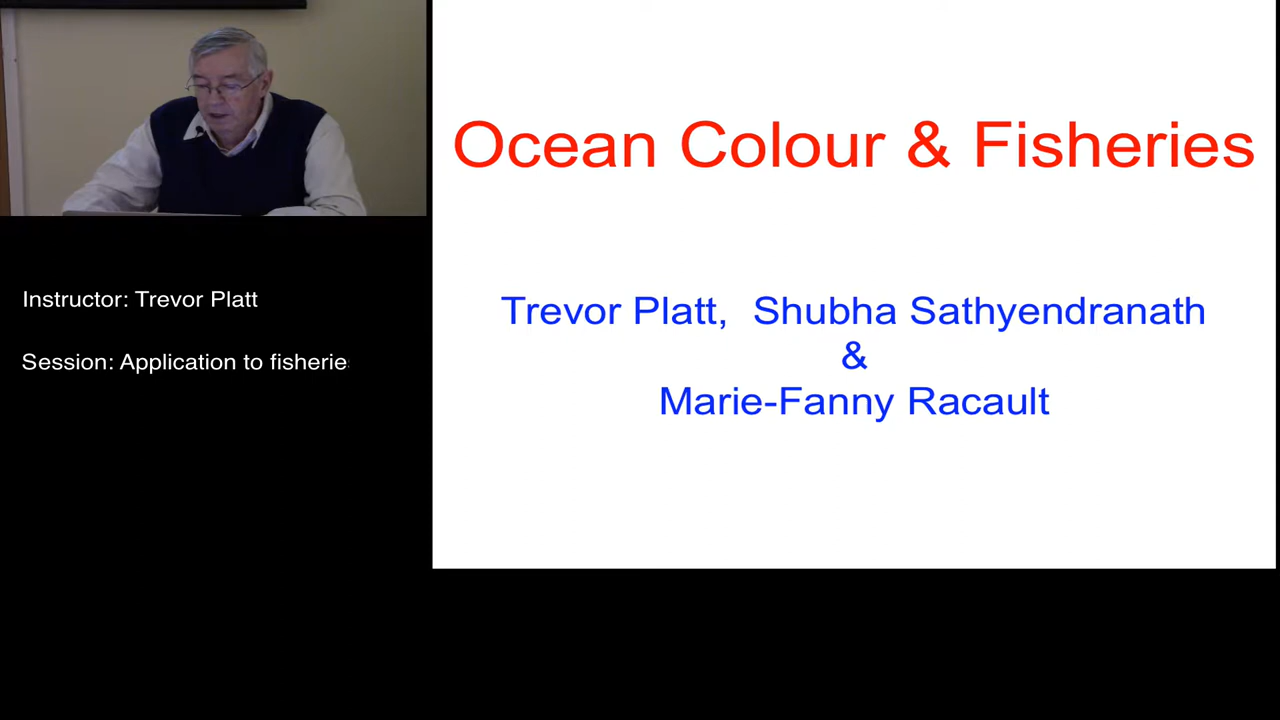 Ocean Colour & Fisheries
Trevor Platt, Shubha Sathyendranath
&
Marie-Fanny Racault
Instructor: Trevor Platt
Session: Application to fisherie